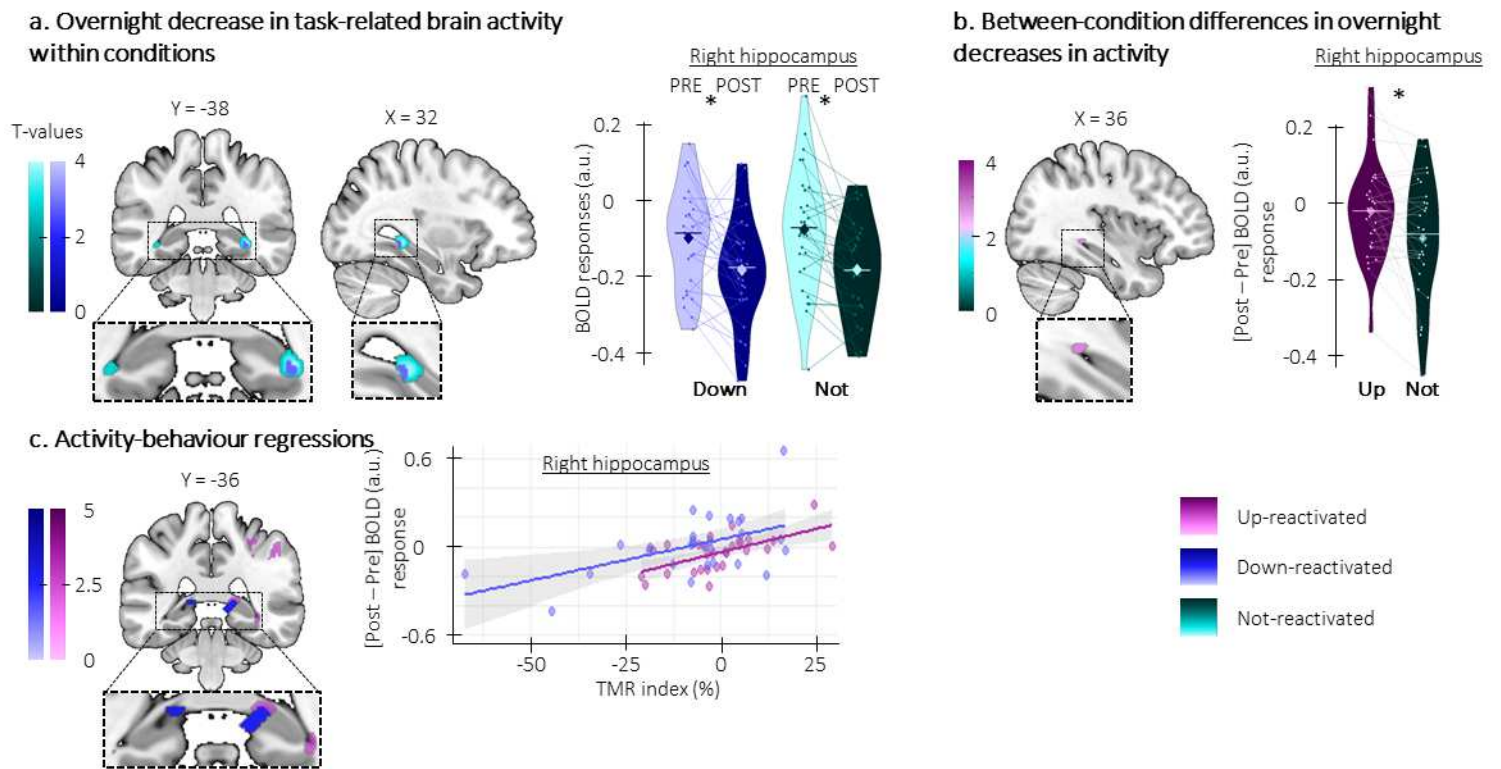 a. Overnight decrease in task-related brain activity
within conditions
Y = -38
X = 32
T-values
4
2
0
Right hippocampus
PRE POST PRE POST
* *
BOLD responses (a.u.)
0.2
0
-0.2
-0.4
Down Not
b. Between-condition differences in overnight
decreases in activity
X = 36
4
2
0
Right hippocampus
*
[Post – Pre] BOLD (a.u.)
response
0.2
0
-0.2
-0.4
Up Not
c. Activity-behaviour regressions
Y = -36
5
2.5
0
Right hippocampus
[Post – Pre] BOLD (a.u.)
response
0.6
0
-0.6
-50 -25 0 25
TMR index (%)
Up-reactivated
Down-reactivated
Not-reactivated